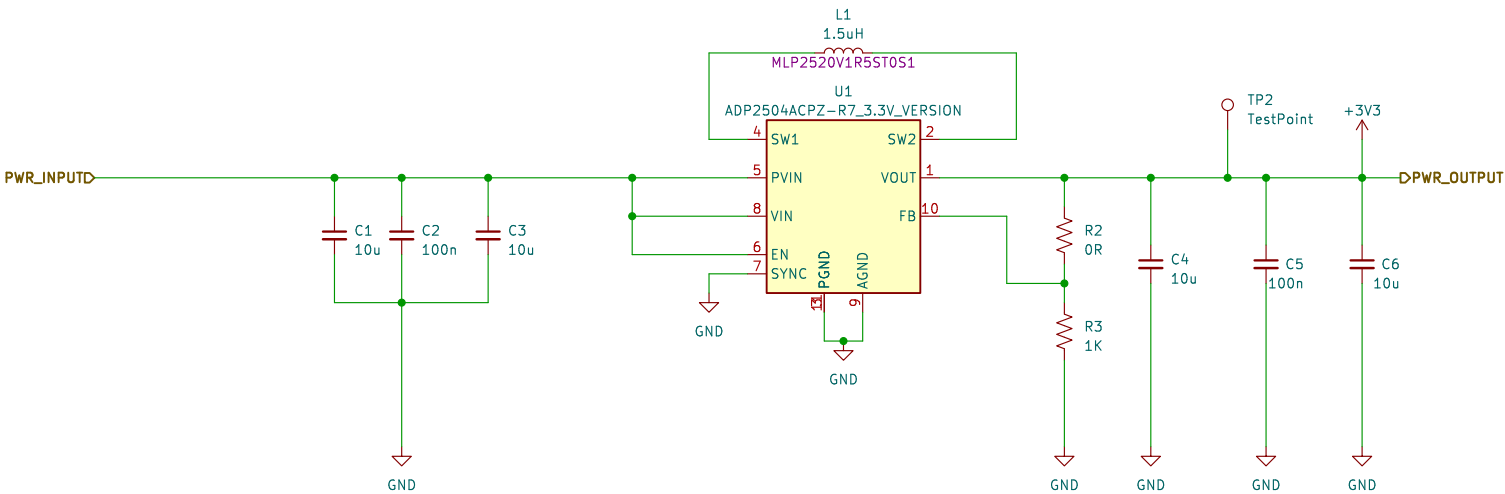 L1
1.5uH
MLP2520V1R5ST0S1
U1
ADP2504ACPZ-R7_3.3V_VERSION
TP2
TestPoint
+3V3
4
SW1
SW2
2
PWR_INPUT
5
PVIN
VOUT
1
PWR_OUTPUT
8
VIN
FB
10
C1
10u
C2
100n
C3
10u
R2
0R
6
EN
7
SYNC
PGND
AGND
9
C4
10u
C5
100n
C6
10u
GND
R3
1K
GND
GND
GND
GND
GND
GND